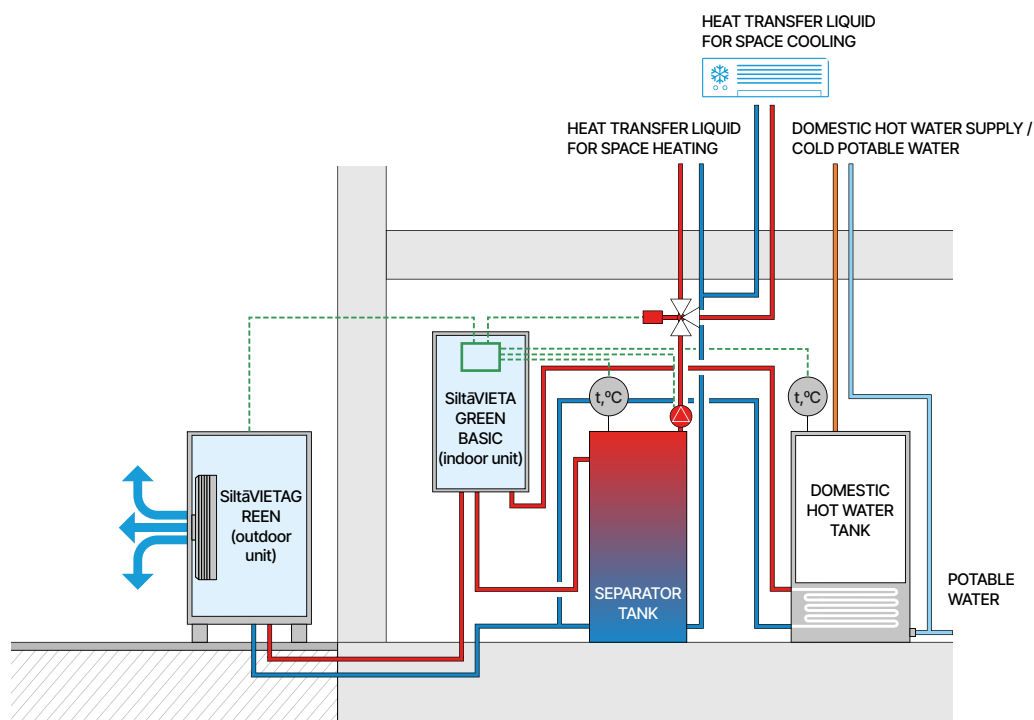 HEAT TRANSFER LIQUID
FOR SPACE COOLING
HEAT TRANSFER LIQUID
FOR SPACE HEATING
DOMESTIC HOT WATER SUPPLY /
COLD POTABLE WATER
SiltāVIETA
GREEN
BASIC
(indoor unit)
t,ºC
t,ºC
SiltāVIETAG
REEN
(outdoor
unit)
DOMESTIC
HOT WATER
TANK
SEPARATOR
TANK
POTABLE
WATER